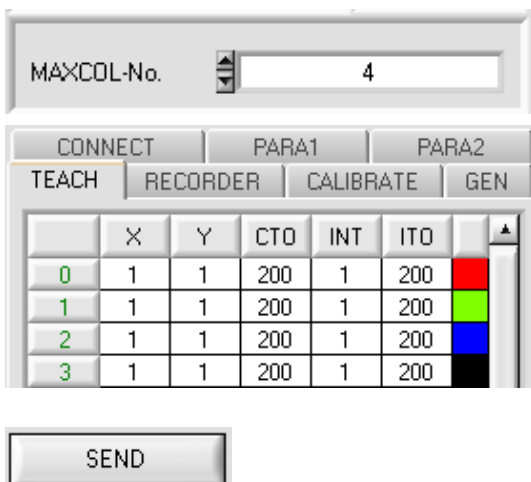 MAXCOL-No. 4
CONNECT PARA1 PARA2
TEACH RECORDER CALIBRATE GEN
X Y CTO INT ITO
0 1 1 200 1 200
1 1 1 200 1 200
2 1 1 200 1 200
3 1 1 200 1 200
SEND